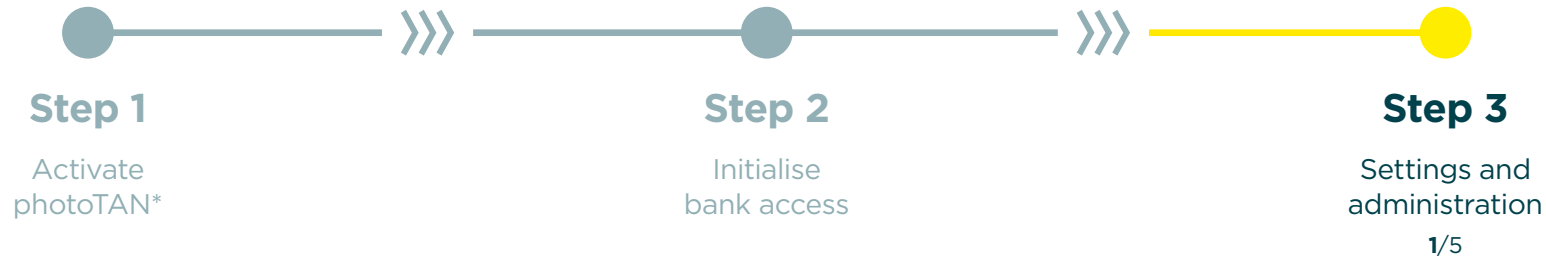 Step 1
Activate
photoTAN*
Step 2
Initialise
bank access
Step 3
Settings and
administration
1/5